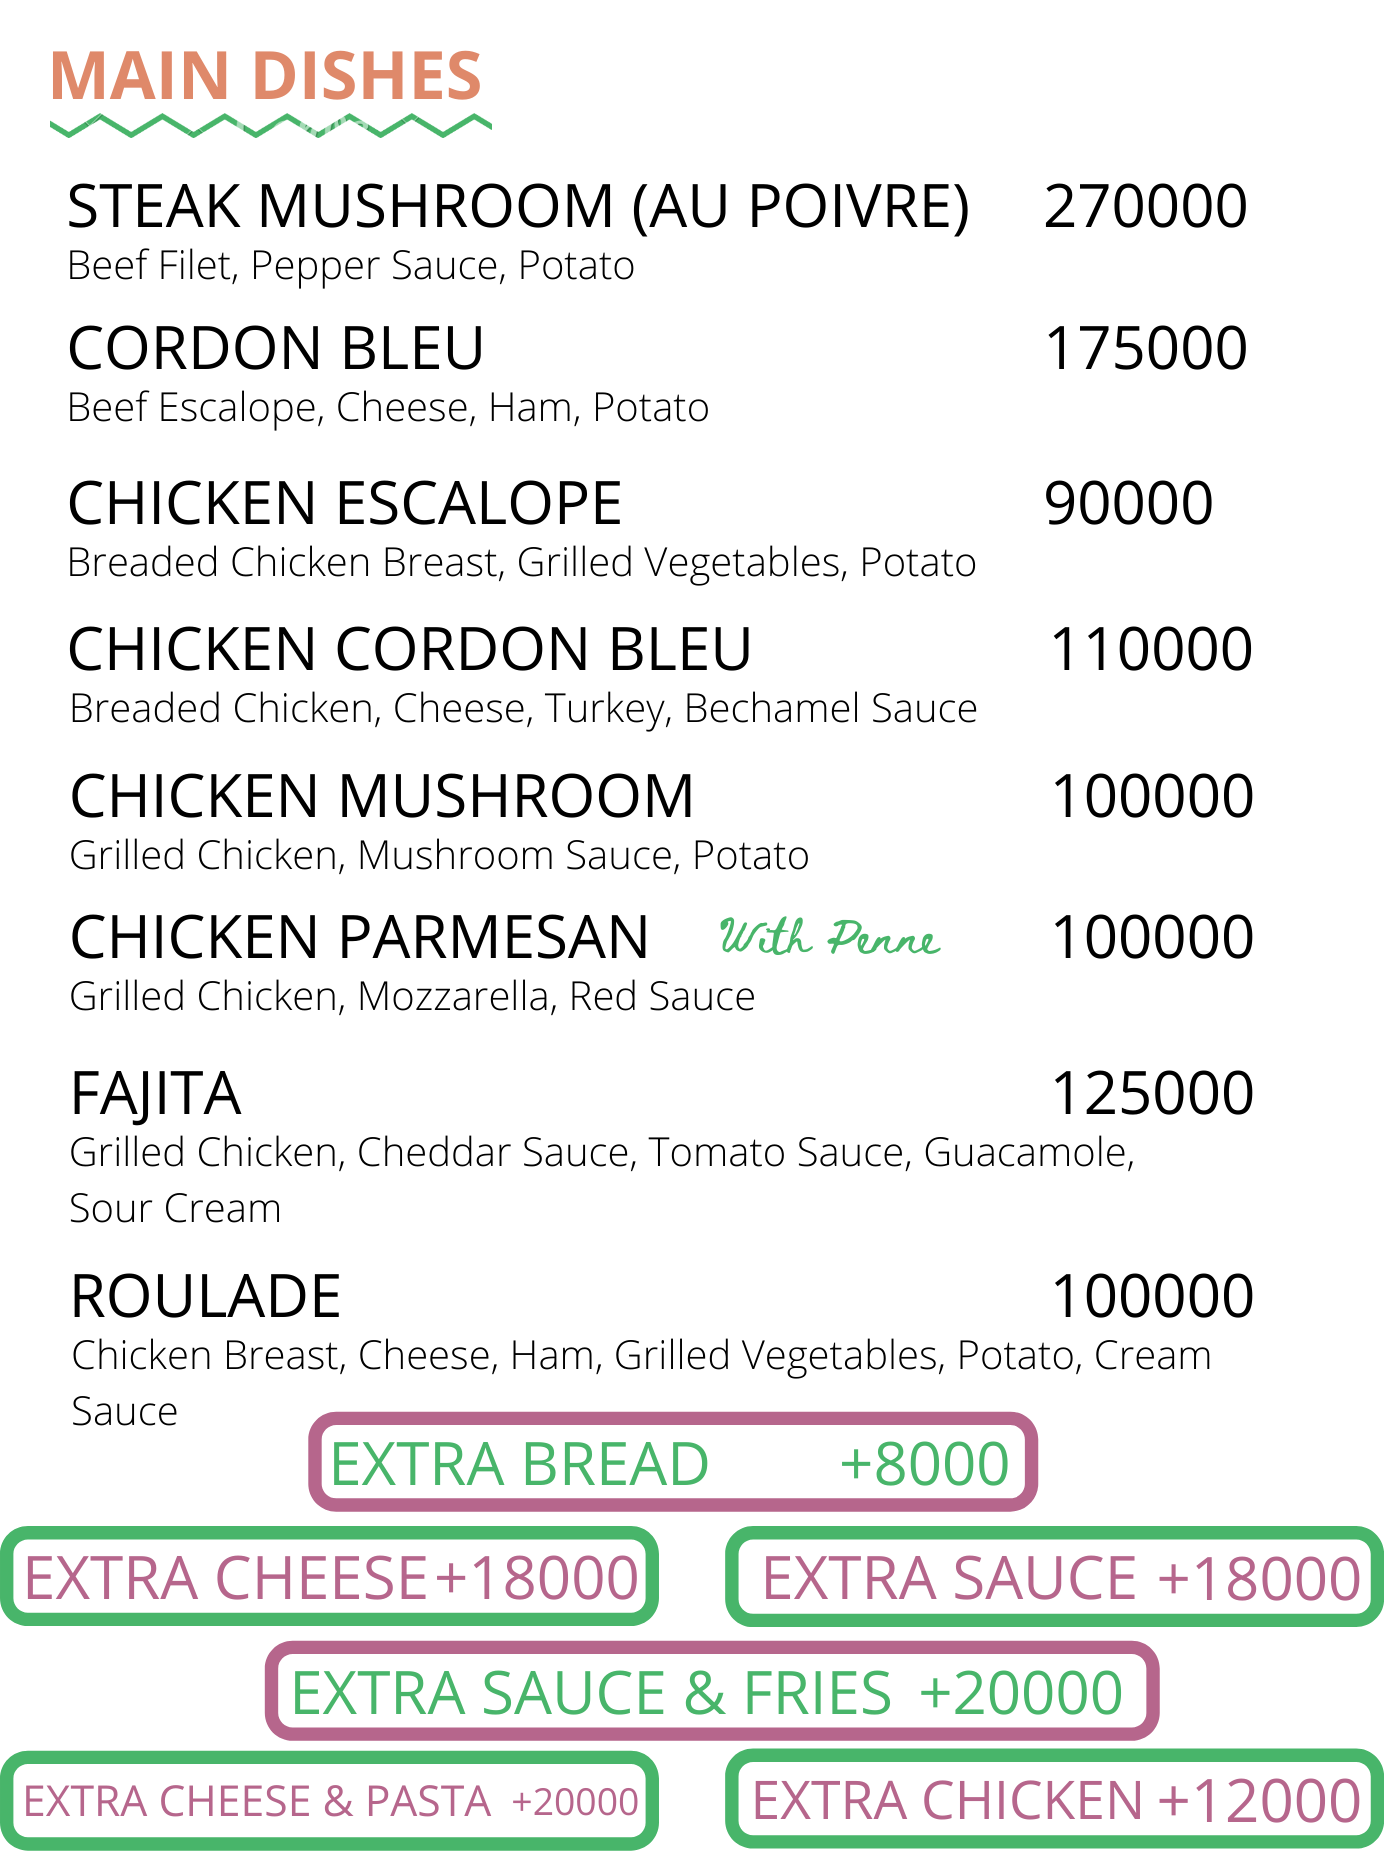 MAIN DISHES
STEAK MUSHROOM (AU POIVRE) 270000
Beef Filet, Pepper Sauce, Potato
CORDON BLEU 175000
Beef Escalope, Cheese, Ham, Potato
CHICKEN ESCALOPE 90000
Breaded Chicken Breast, Grilled Vegetables, Potato
CHICKEN CORDON BLEU 110000
Breaded Chicken, Cheese, Turkey, Bechamel Sauce
CHICKEN MUSHROOM 100000
Grilled Chicken, Mushroom Sauce, Potato
CHICKEN PARMESAN With Penne 100000
Grilled Chicken, Mozzarella, Red Sauce
FAJITA 125000
Grilled Chicken, Cheddar Sauce, Tomato Sauce, Guacamole,
Sour Cream
ROULADE 100000
Chicken Breast, Cheese, Ham, Grilled Vegetables, Potato, Cream
Sauce
EXTRA BREAD +8000
EXTRA CHEESE +18000
EXTRA SAUCE +18000
EXTRA SAUCE & FRIES +20000
EXTRA CHEESE & PASTA +20000
EXTRA CHICKEN +12000